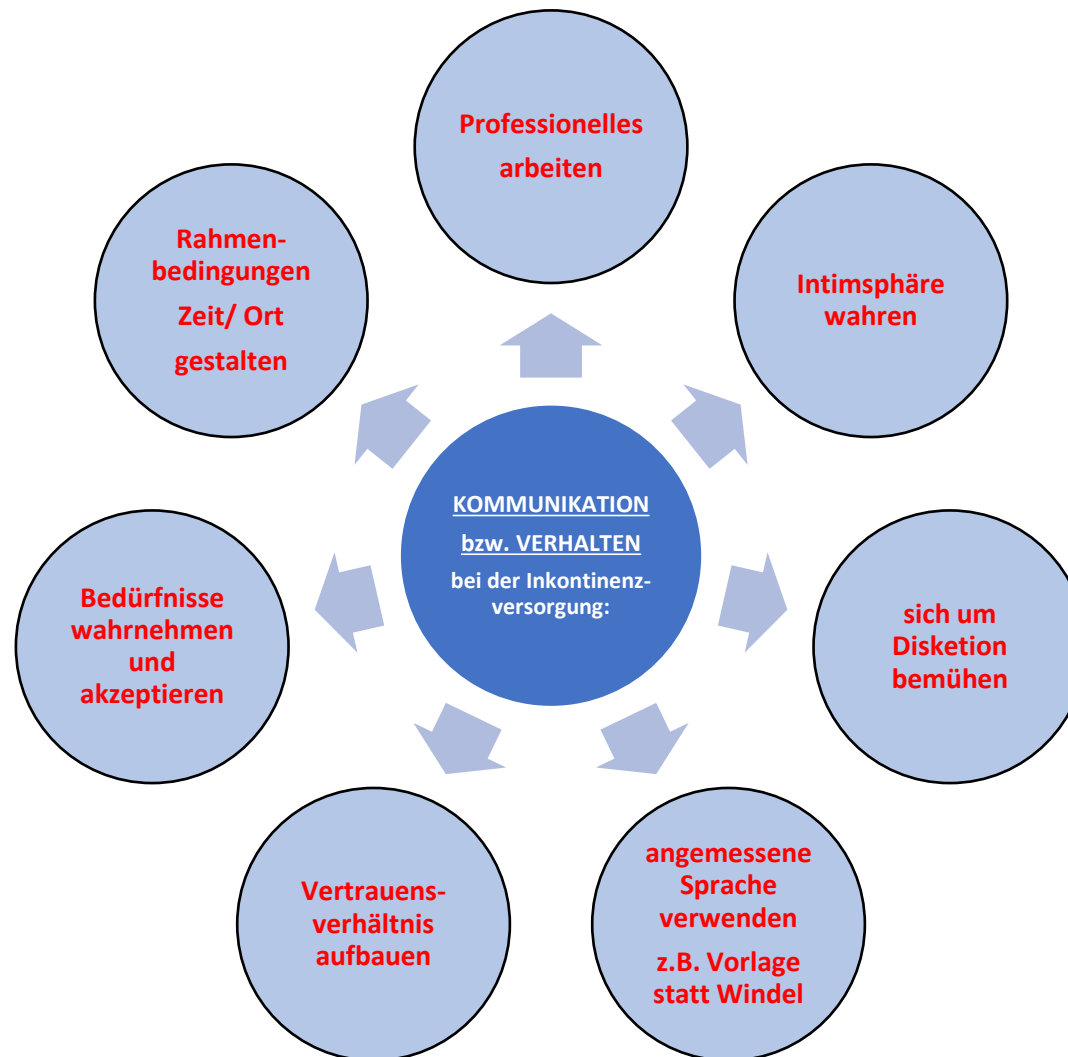 Professionelles
arbeiten
Rahmen-
bedingungen
Zeit/ Ort
gestalten
Intimsphäre
wahren
KOMMUNIKATION
bzw. VERHALTEN
bei der Inkontinenz-
versorgung:
Bedürfnisse
wahrnehmen
und
akzeptieren
sich um
Disketion
bemühen
Vertrauens-
verhältnis
aufbauen
angemessene
Sprache
verwenden
z.B. Vorlage
statt Windel